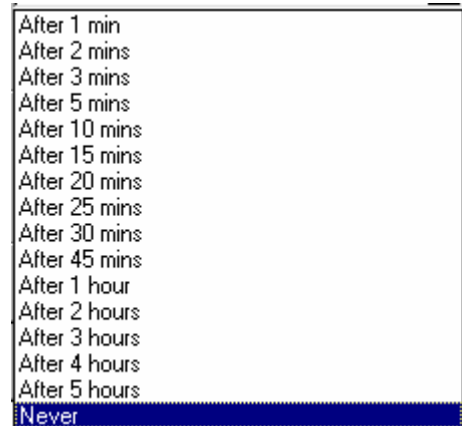 After 1 min
After 2 mins
After 3 mins
After 5 mins
After 10 mins
After 15 mins
After 20 mins
After 25 mins
After 30 mins
After 45 mins
After 1 hour
After 2 hours
After 3 hours
After 4 hours
After 5 hours
Never